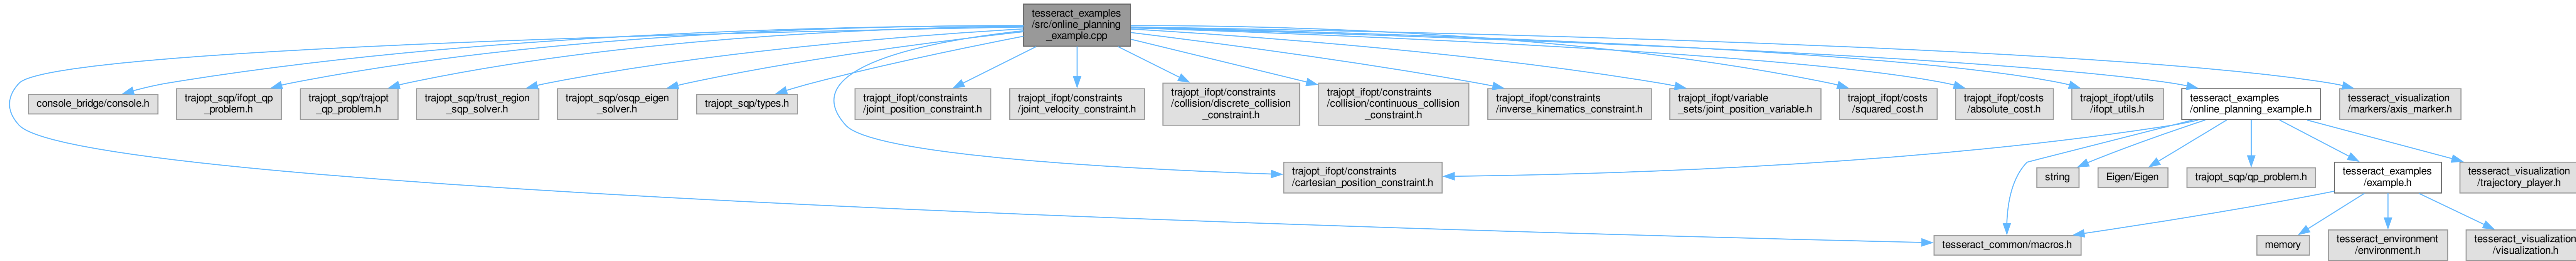 tesseract_examples
/src/online_planning
_example.cpp
console_bridge/console.h
trajopt_sqp/ifopt_qp
_problem.h
trajopt_sqp/trajopt
_qp_problem.h
trajopt_sqp/trust_region
_sqp_solver.h
trajopt_sqp/osqp_eigen
_solver.h
trajopt_sqp/types.h
trajopt_ifopt/constraints
/joint_position_constraint.h
trajopt_ifopt/constraints
/joint_velocity_constraint.h
trajopt_ifopt/constraints
/collision/discrete_collision
_constraint.h
trajopt_ifopt/constraints
/collision/continuous_collision
_constraint.h
trajopt_ifopt/constraints
/inverse_kinematics_constraint.h
trajopt_ifopt/variable
_sets/joint_position_variable.h
trajopt_ifopt/costs
/squared_cost.h
trajopt_ifopt/costs
/absolute_cost.h
trajopt_ifopt/utils
/ifopt_utils.h
tesseract_examples
/online_planning_example.h
tesseract_visualization
/markers/axis_marker.h
trajopt_ifopt/constraints
/cartesian_position_constraint.h
string
Eigen/Eigen
trajopt_sqp/qp_problem.h
tesseract_examples
/example.h
tesseract_visualization
/trajectory_player.h
tesseract_common/macros.h
memory
tesseract_environment
/environment.h
tesseract_visualization
/visualization.h